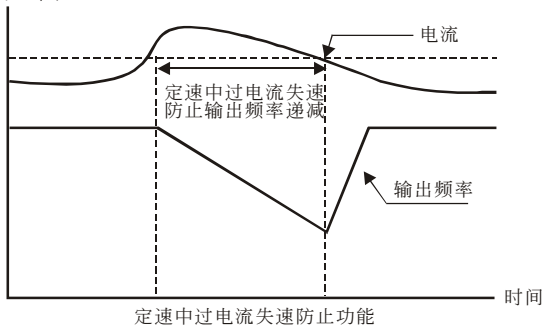 电流
定速中过电流失速
防止输出频率递减
输出频率
时间
定速中过电流失速防止功能